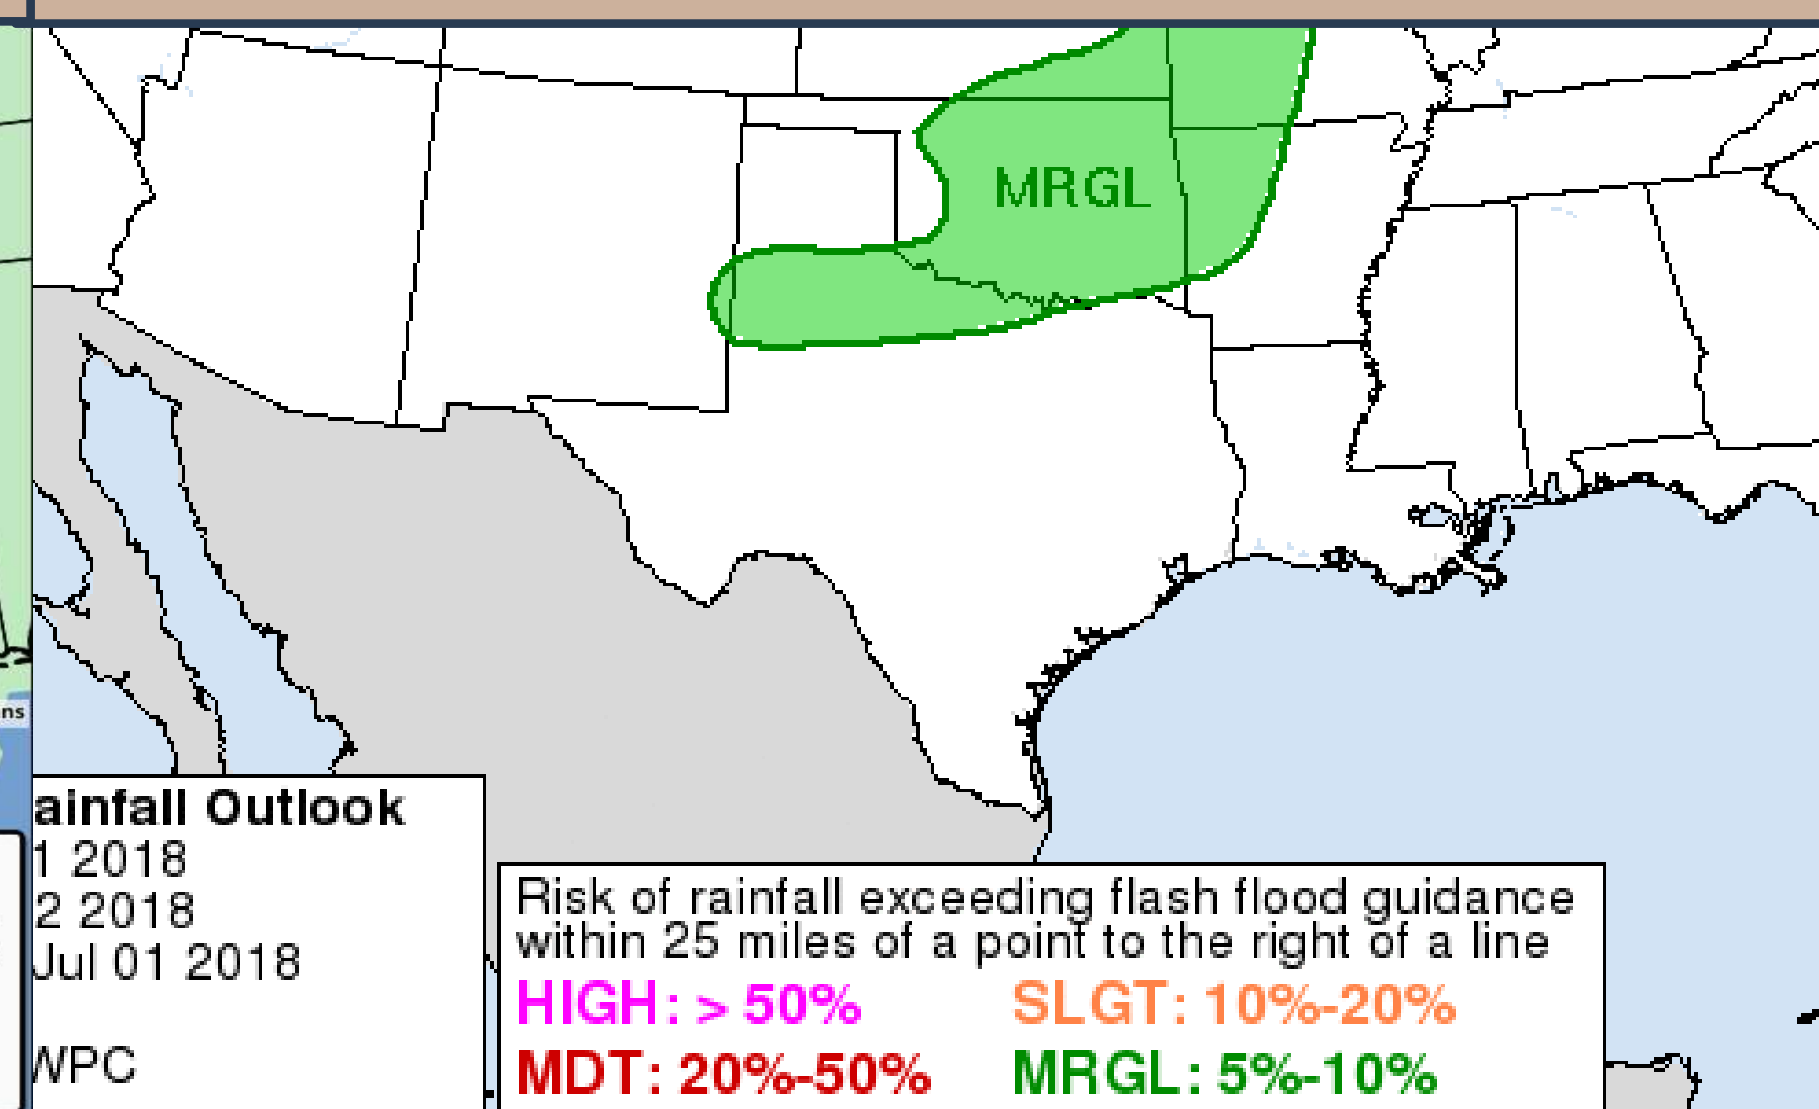 MRGL
ns
ainfall Outlook
1 2018
2 2018
Jul 01 2018
WPC
Risk of rainfall exceeding flash flood guidance
within 25 miles of a point to the right of a line
HIGH: > 50% SLGT: 10%-20%
MDT: 20%-50% MRGL: 5%-10%